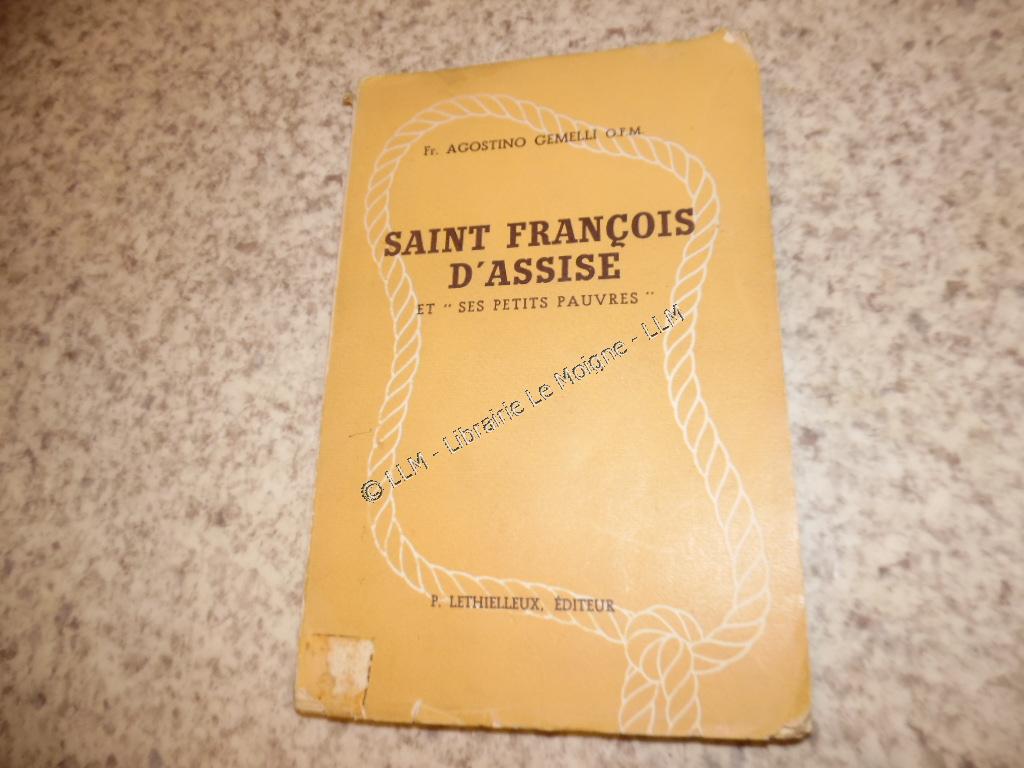 Fr. AGOSTINO GEMELLI O.F.M.
SAINT FRANÇOIS
D'ASSISE
ET " SES PETITS PAUVRES "
© LLM - Librairie Le Moigne - LLM
P. LETHIELLEUX, ÉDITEUR